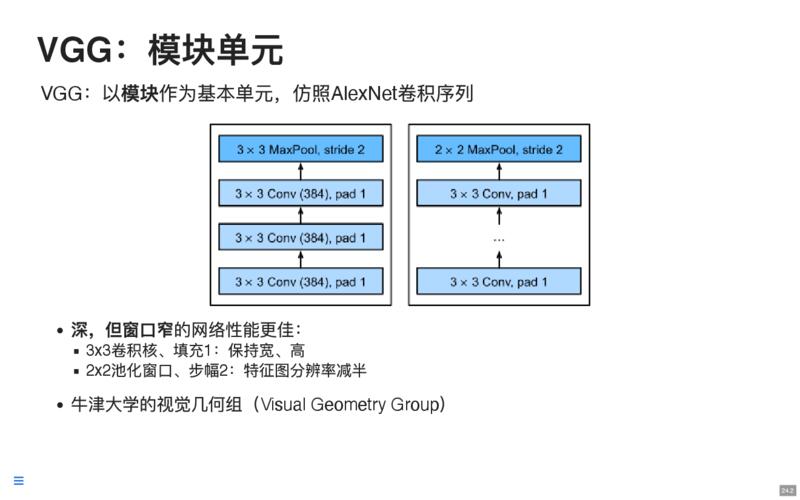 VGG：模块单元
VGG：以模块作为基本单元，仿照AlexNet卷积序列
3 × 3 MaxPool, stride 2
3 × 3 Conv (384), pad 1
3 × 3 Conv (384), pad 1
3 × 3 Conv (384), pad 1
2 × 2 MaxPool, stride 2
3 × 3 Conv, pad 1
...
3 × 3 Conv, pad 1
深，但窗口窄的网络性能更佳：
3x3卷积核、填充1：保持宽、高
2x2池化窗口、步幅2：特征图分辨率减半
牛津大学的视觉几何组（Visual Geometry Group）
24.2